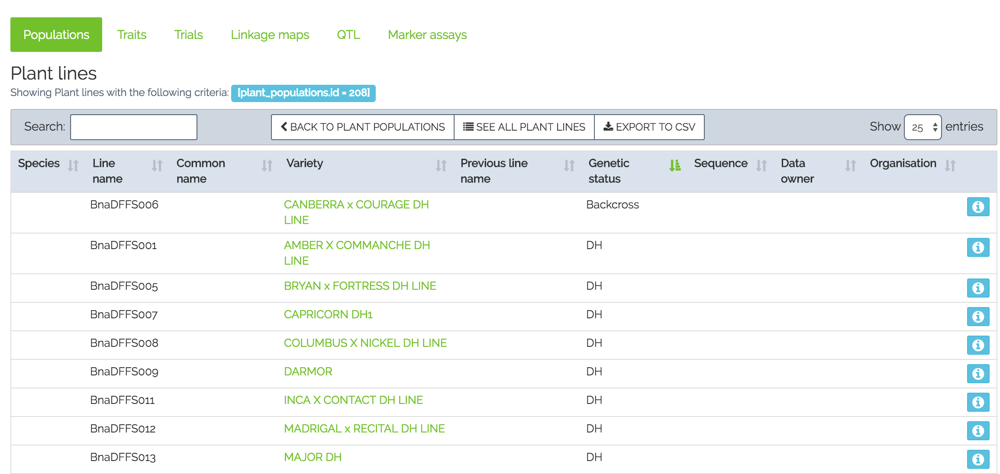 Populations Traits Trials Linkage maps QTL Marker assays
Plant lines
Showing Plant lines with the following criteria: [plant_populations.id = 208]
Search: BACK TO PLANT POPULATIONS SEE ALL PLANT LINES EXPORT TO CSV Show 25 entries
Species Line name Common name Variety Previous line name Genetic status Sequence Data owner Organisation
BnaDFFS006 CANBERRA x COURAGE DH LINE Backcross
BnaDFFS001 AMBER X COMMANCHE DH LINE DH
BnaDFFS005 BRYAN x FORTRESS DH LINE DH
BnaDFFS007 CAPRICORN DH1 DH
BnaDFFS008 COLUMBUS X NICKEL DH LINE DH
BnaDFFS009 DARMOR DH
BnaDFFS011 INCA X CONTACT DH LINE DH
BnaDFFS012 MADRIGAL x RECITAL DH LINE DH
BnaDFFS013 MAJOR DH DH